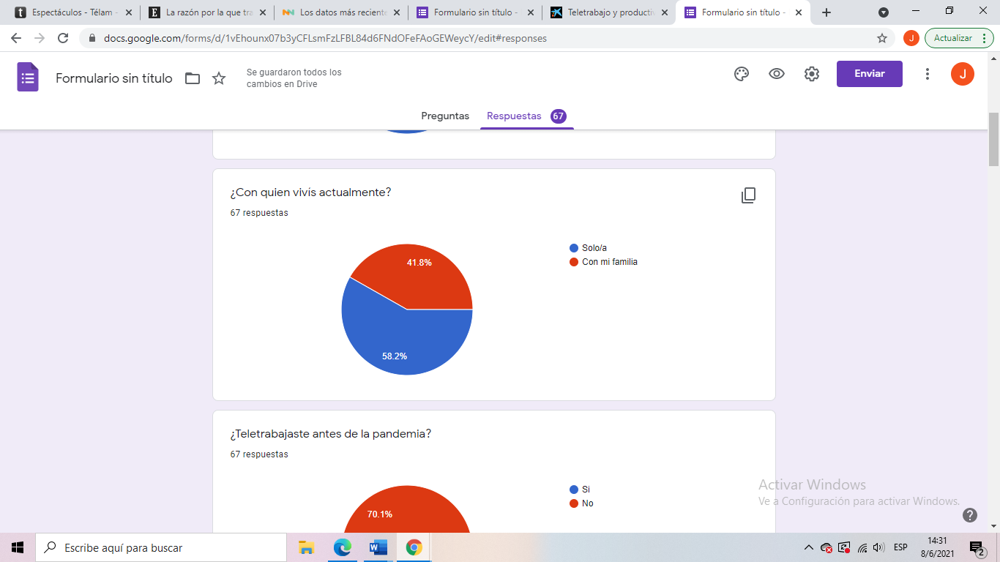 Espectáculos - Télam -
La razón por la que tra
Los datos más reciente
Formulario sin título -
Teletrabajo y productiv
Formulario sin título -
docs.google.com/forms/d/1vEhounx07b3yCFLsmFzLFBL84d6FNdOFeFAoGEWeycY/edit#responses
J
Actualizar
Formulario sin título
Se guardaron todos los
cambios en Drive
Enviar
J
Preguntas
Respuestas 67
¿Con quien vivís actualmente?
67 respuestas
Solo/a
Con mi familia
41.8%
58.2%
¿Teletrabajaste antes de la pandemia?
67 respuestas
Si
No
70.1%
Activar Windows
Ve a Configuración para activar Windows.
Escribe aquí para buscar
ESP
14:31
8/6/2021
2